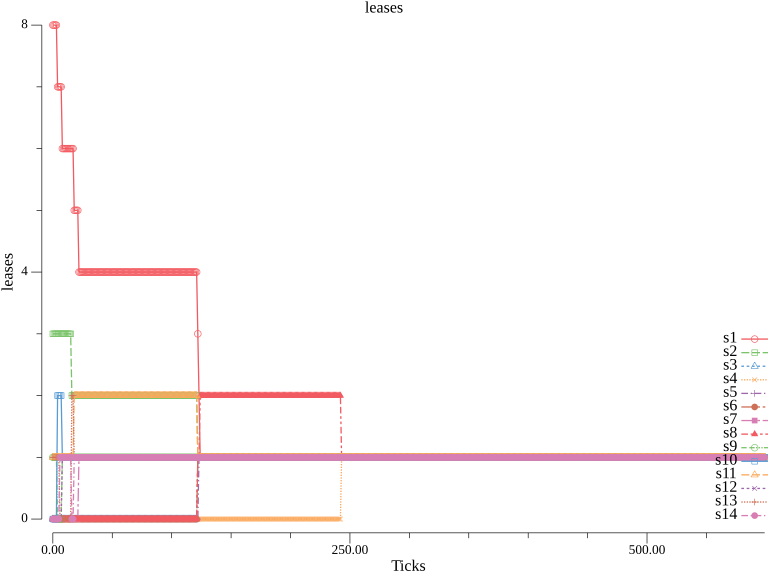 leases
8
4
0
leases
0.00
250.00
500.00
Ticks
s1
s2
s3
s4
s5
s6
s7
s8
s9
s10
s11
s12
s13
s14